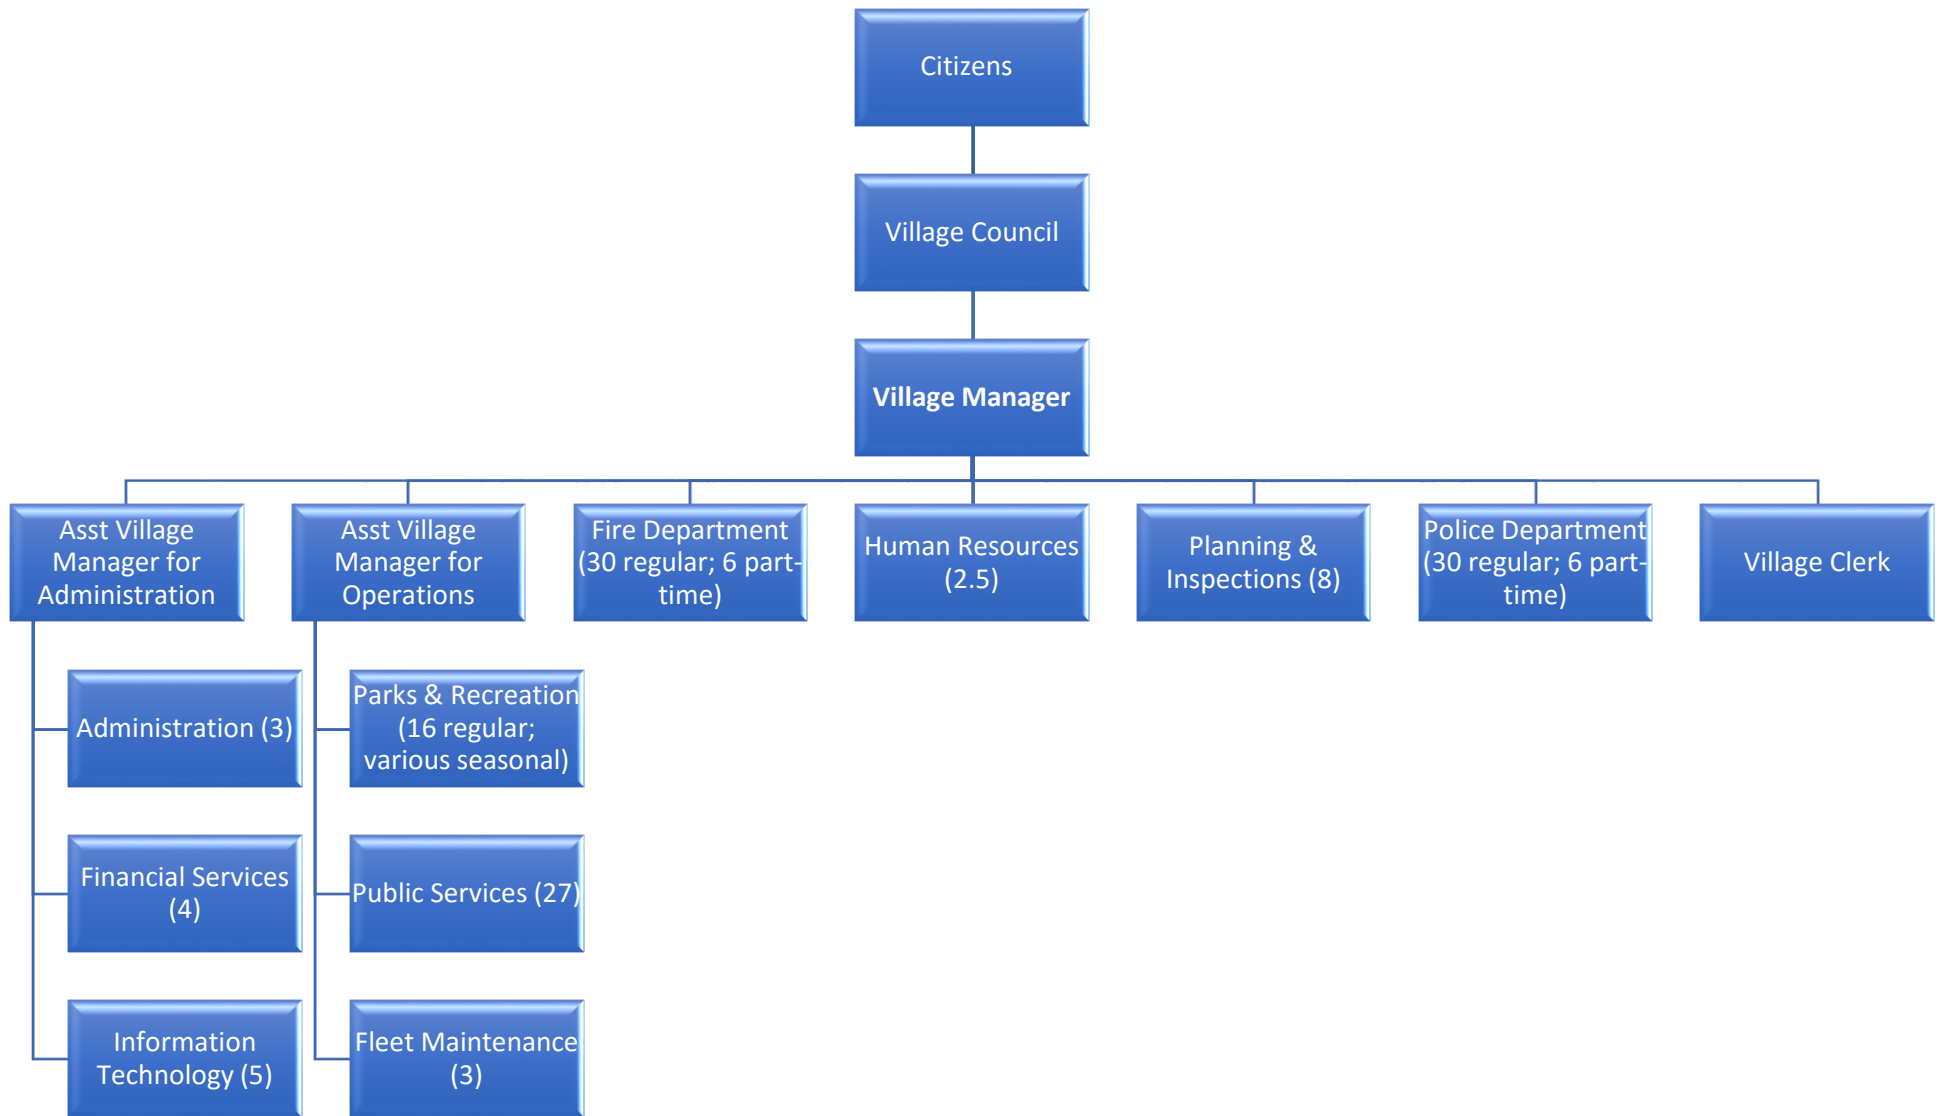 Citizens
Village Council
Village Manager
Asst Village
Manager for
Administration
Asst Village
Manager for
Operations
Fire Department
(30 regular; 6 part-
time)
Human Resources
(2.5)
Planning &
Inspections (8)
Police Department
(30 regular; 6 part-
time)
Village Clerk
Administration (3)
Financial Services
(4)
Information
Technology (5)
Parks & Recreation
(16 regular;
various seasonal)
Public Services (27)
Fleet Maintenance
(3)